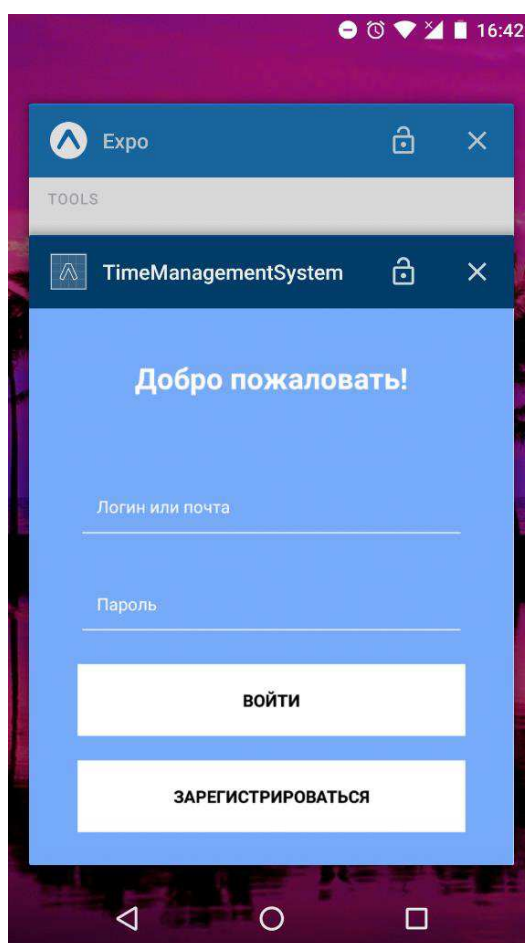 16:42
Expo
TOOLS
TimeManagementSystem
Добро пожаловать!
Логин или почта
Пароль
ВОЙТИ
ЗАРЕГИСТРИРОВАТЬСЯ